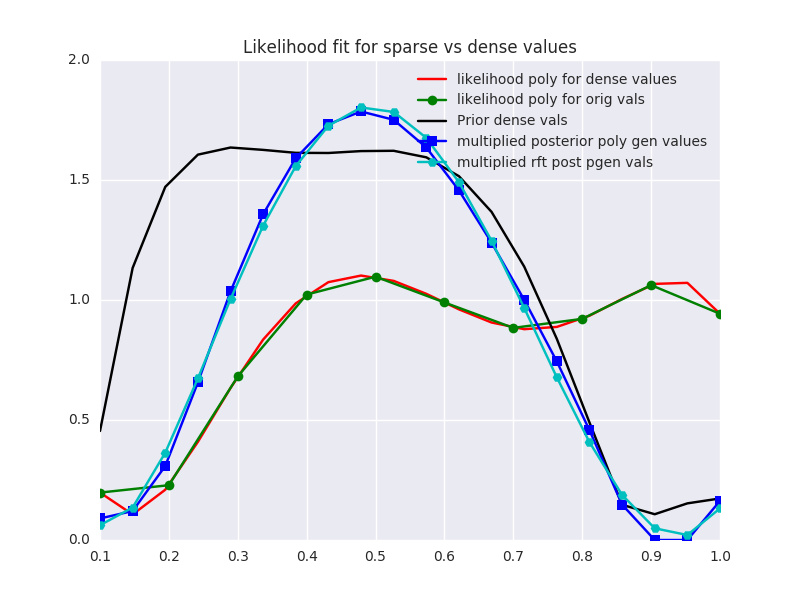 Likelihood fit for sparse vs dense values
likelihood poly for dense values
likelihood poly for orig vals
Prior dense vals
multiplied posterior poly gen values
multiplied rft post pgen vals
2.0
1.5
1.0
0.5
0.0
0.1 0.2 0.3 0.4 0.5 0.6 0.7 0.8 0.9 1.0